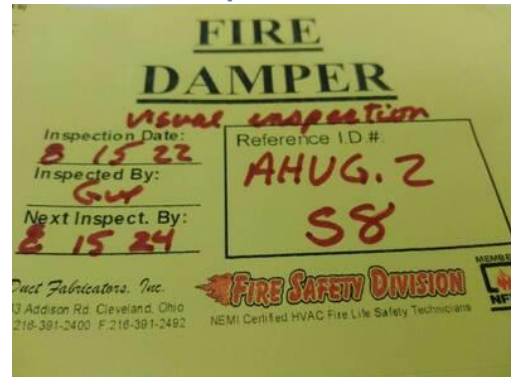 FIRE
DAMPER
visual inspection
Inspection Date:
8 15 22
Inspected By:
Next Inspect. By:
8 15 24
Reference I.D.#:
AHUG.2
S8
Duct Fabricators, Inc.
3 Addison Rd. Cleveland, Ohio
216-391-2400 F.216-391-2492
FIRE SAFETY DIVISION
NEMI Certified HVAC Fire Life Safety Technicians
MEMBE
NF